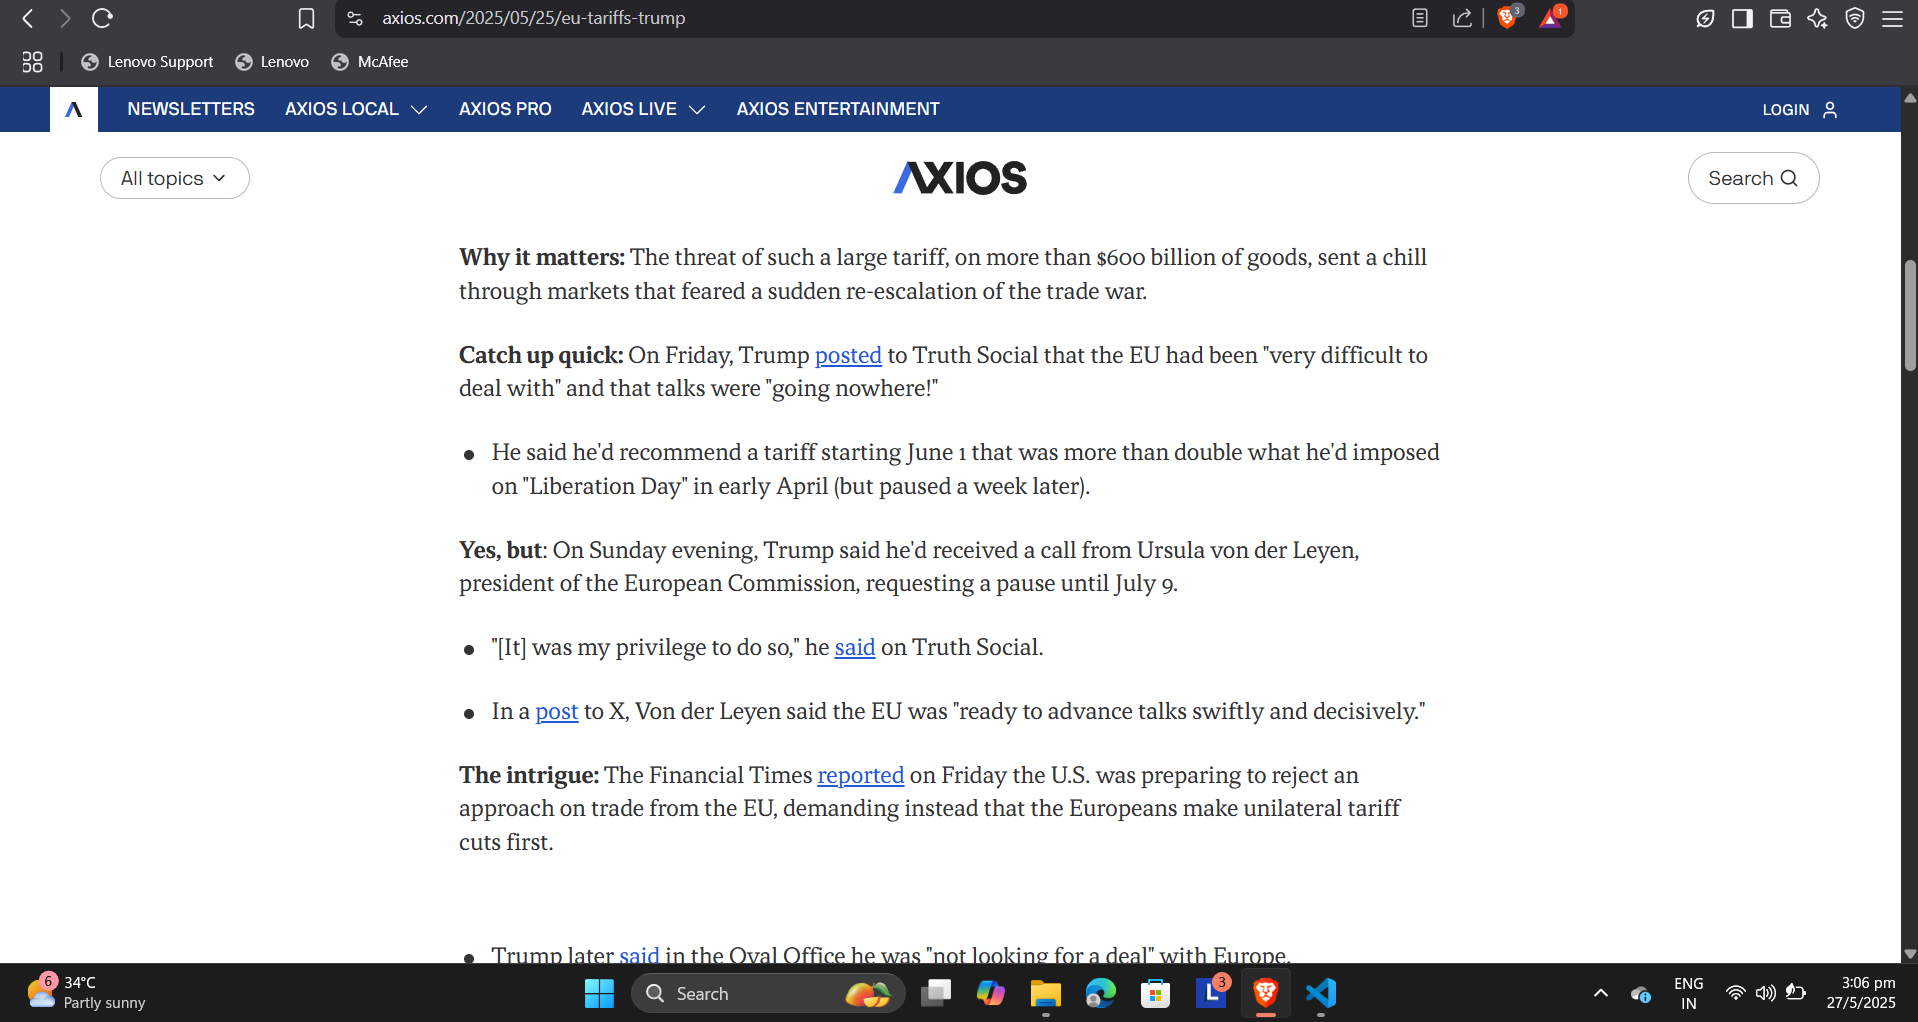 axios.com/2025/05/25/eu-tariffs-trump
3
1
Lenovo Support
Lenovo
McAfee
NEWSLETTERS
AXIOS LOCAL
AXIOS PRO
AXIOS LIVE
AXIOS ENTERTAINMENT
LOGIN
All topics
AXIOS
Search
Why it matters: The threat of such a large tariff, on more than $600 billion of goods, sent a chill
through markets that feared a sudden re-escalation of the trade war.
Catch up quick: On Friday, Trump posted to Truth Social that the EU had been "very difficult to
deal with" and that talks were "going nowhere!"
● He said he'd recommend a tariff starting June 1 that was more than double what he'd imposed
on "Liberation Day" in early April (but paused a week later).
Yes, but: On Sunday evening, Trump said he'd received a call from Ursula von der Leyen,
president of the European Commission, requesting a pause until July 9.
● "[It] was my privilege to do so," he said on Truth Social.
● In a post to X, Von der Leyen said the EU was "ready to advance talks swiftly and decisively."
The intrigue: The Financial Times reported on Friday the U.S. was preparing to reject an
approach on trade from the EU, demanding instead that the Europeans make unilateral tariff
cuts first.
● Trump later said in the Oval Office he was "not looking for a deal" with Europe.
6
34°C
Partly sunny
Search
L
3
ENG
IN
3:06 pm
27/5/2025